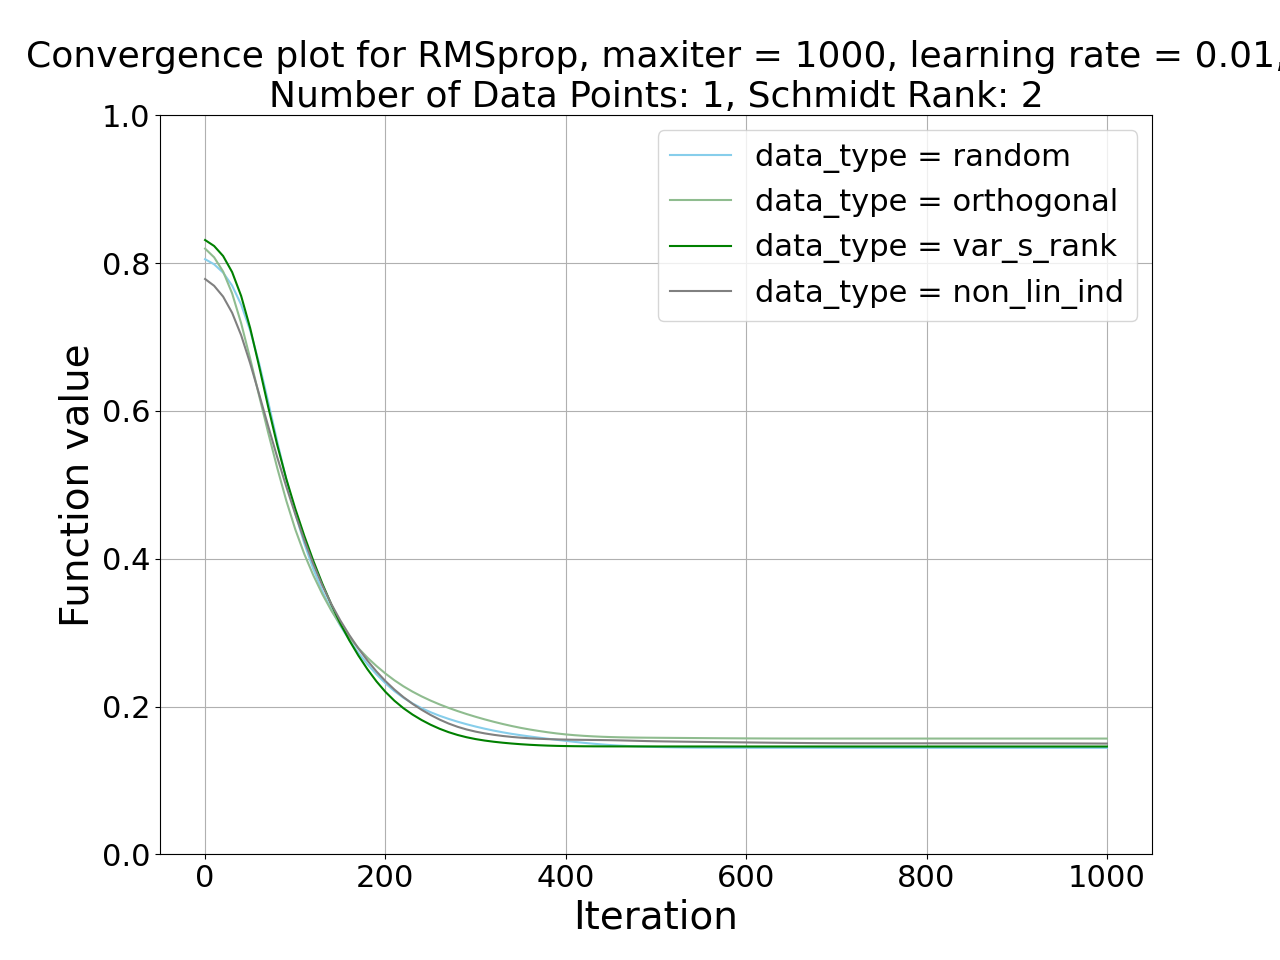 Convergence plot for RMSprop, maxiter = 1000, learning rate = 0.01,
Number of Data Points: 1, Schmidt Rank: 2
1.0
0.8
0.6
0.4
0.2
0.0
Function value
data_type = random
data_type = orthogonal
data_type = var_s_rank
data_type = non_lin_ind
0 200 400 600 800 1000
Iteration